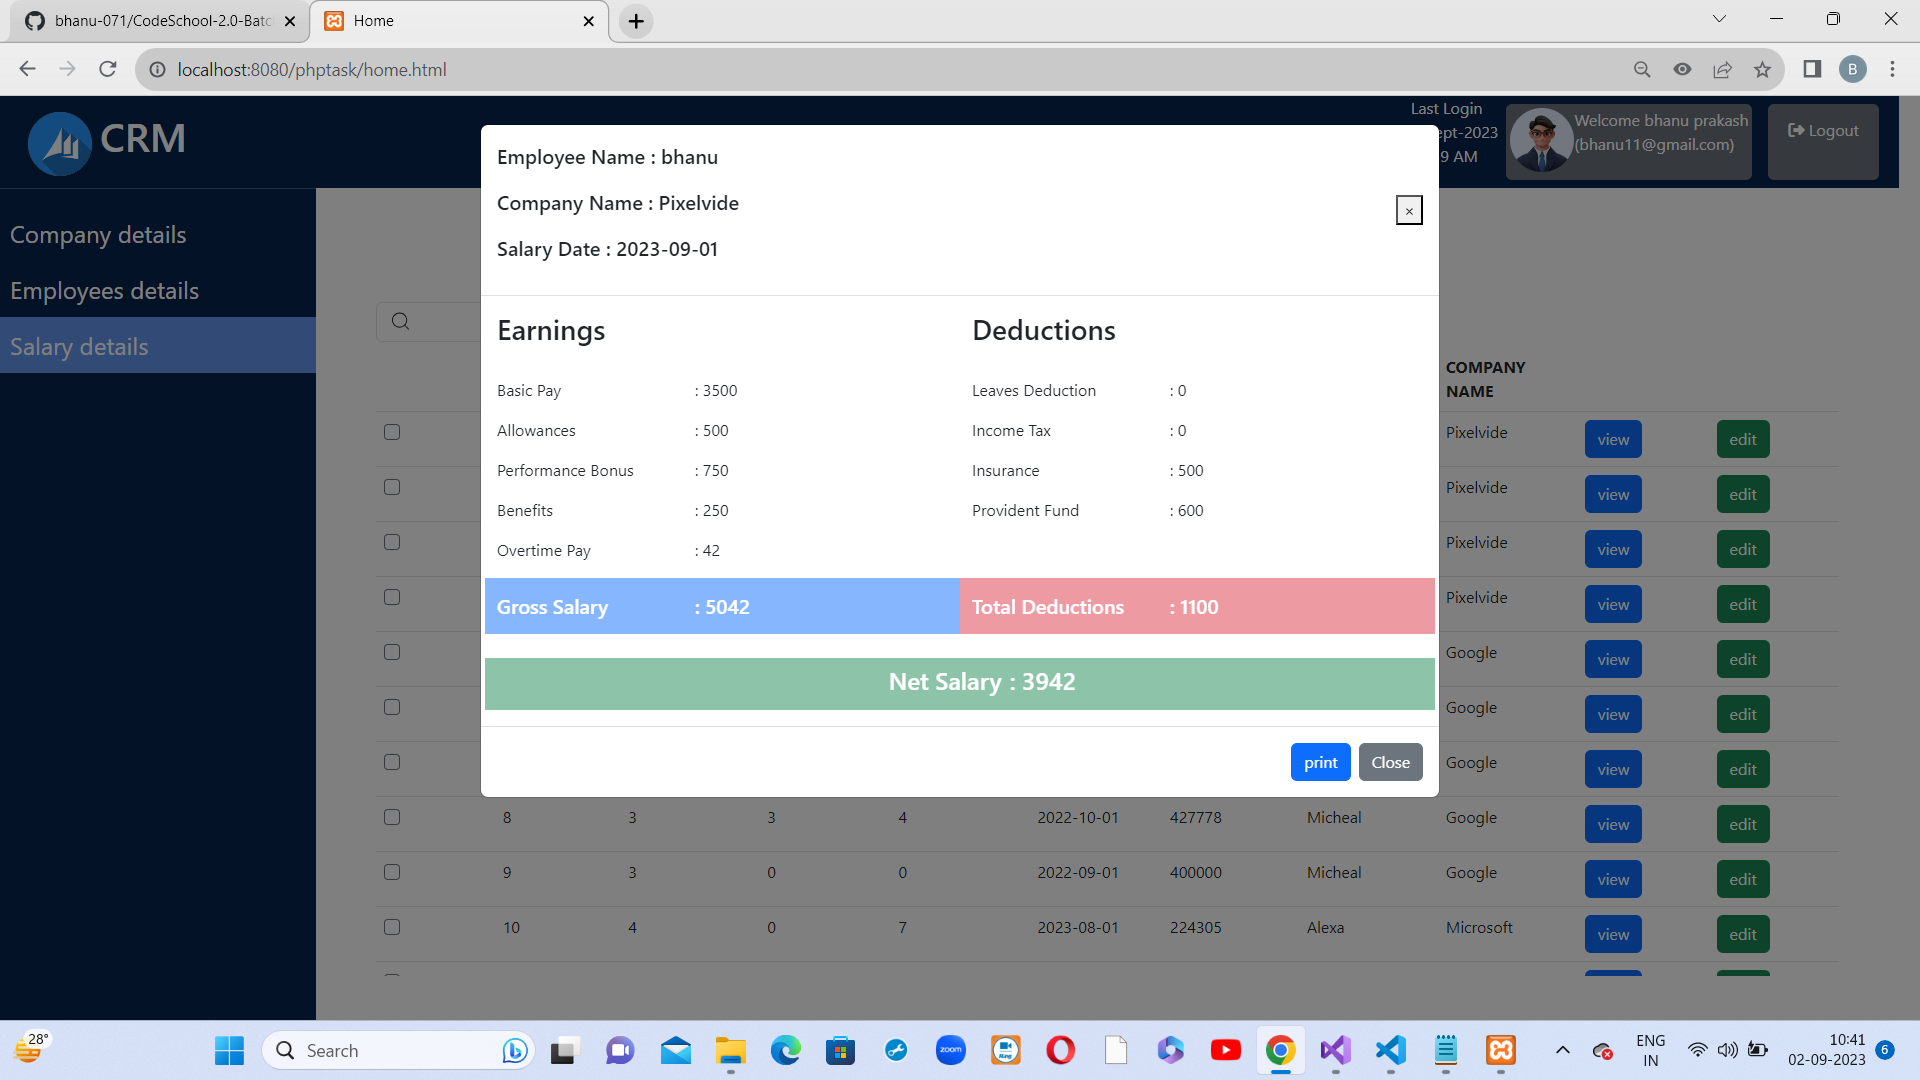 bhanu-071/CodeSchool-2.0-Batc
Home
localhost:8080/phptask/home.html
B
CRM
Last Login
ept-2023
9 AM
Welcome bhanu prakash
(bhanu11@gmail.com)
Logout
Company details
Employees details
Salary details
Employee Name : bhanu
Company Name : Pixelvide
Salary Date : 2023-09-01
×
Earnings
Deductions
Basic Pay : 3500
Leaves Deduction : 0
Allowances : 500
Income Tax : 0
Performance Bonus : 750
Insurance : 500
Benefits : 250
Provident Fund : 600
Overtime Pay : 42
Gross Salary : 5042
Total Deductions : 1100
Net Salary : 3942
print
Close
COMPANY
NAME
Pixelvide view edit
Pixelvide view edit
Pixelvide view edit
Pixelvide view edit
Google view edit
Google view edit
Google view edit
8 3 3 4 2022-10-01 427778 Micheal Google view edit
9 3 0 0 2022-09-01 400000 Micheal Google view edit
10 4 0 7 2023-08-01 224305 Alexa Microsoft view edit
28°
Search
zoom
ENG
IN
10:41
02-09-2023
6